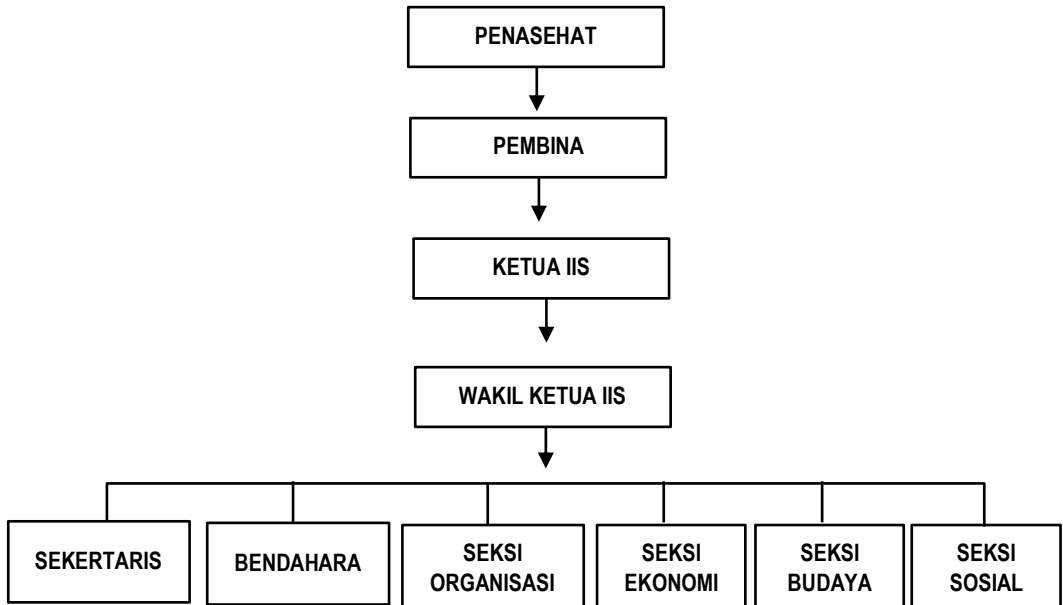 PENASEHAT
PEMBINA
KETUA IIS
WAKIL KETUA IIS
SEKERTARIS
BENDAHARA
SEKSI
ORGANISASI
SEKSI
EKONOMI
SEKSI
BUDAYA
SEKSI
SOSIAL